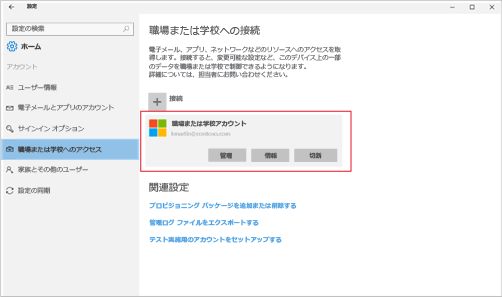 設定
設定の検索
ホーム
アカウント
ユーザー情報
電子メールとアプリのアカウント
サインイン オプション
職場または学校へのアクセス
家族とその他のユーザー
設定の同期
職場または学校への接続
電子メール、アプリ、ネットワークなどのリソースへのアクセスを取
得します。接続すると、変更可能な設定など、このデバイス上の一部
のデータを職場または学校で制御できるようになります。
詳細については、担当者にお問い合わせください。
接続
職場または学校アカウント
管理
情報
切断
関連設定
プロビジョニング パッケージを追加または削除する
管理ログ ファイルをエクスポートする
テスト実施用のアカウントをセットアップする